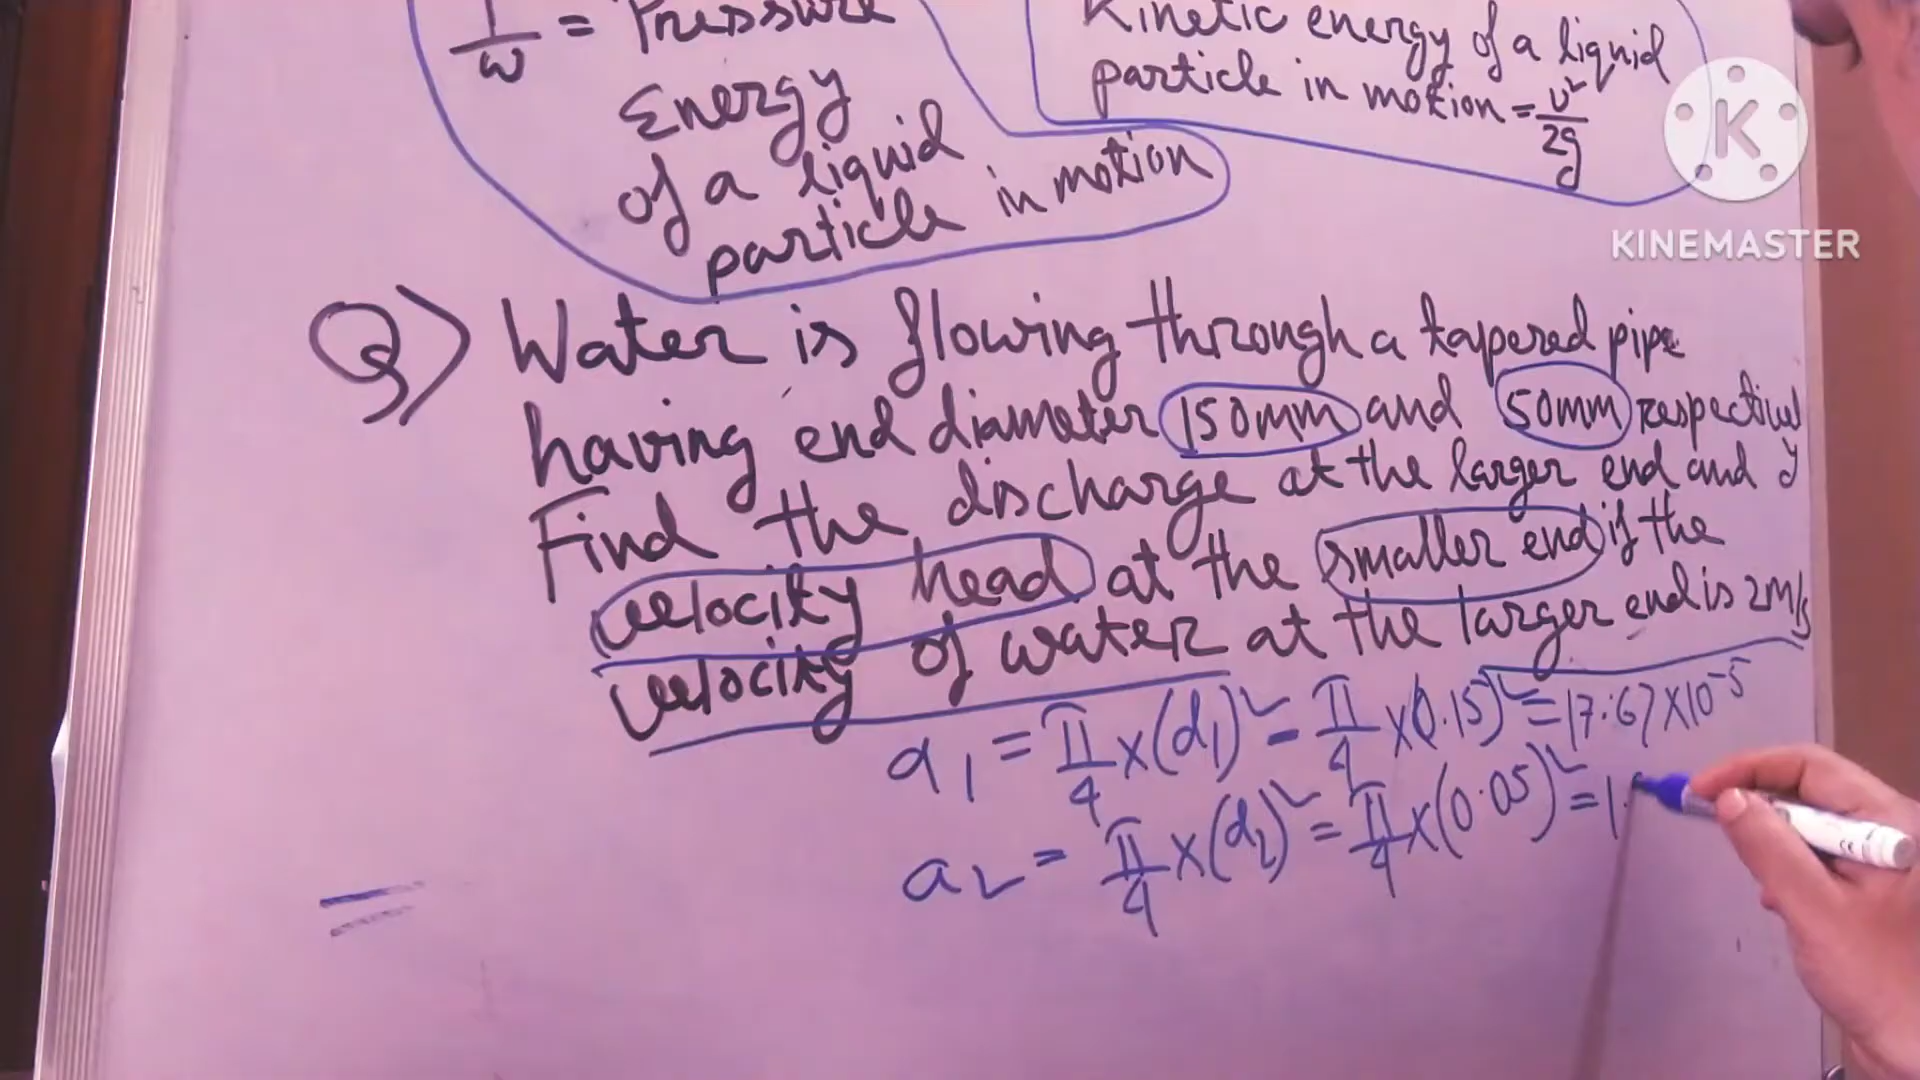 P/w = Pressure
Energy
of a liquid
particle in motion
Kinetic energy of a liquid
particle in motion = v²/2g
KINEMASTER
Q) Water is flowing through a tapered pipe
having end diameter 150mm and 50mm respectively
Find the discharge at the larger end and
velocity head at the smaller end if the
velocity of water at the larger end is 2M/s
a1 = π/4 × (d1)² = π/4 × (0.15)² = 17.67 × 10⁻⁵
a2 = π/4 × (d2)² = π/4 × (0.05)² = 1.